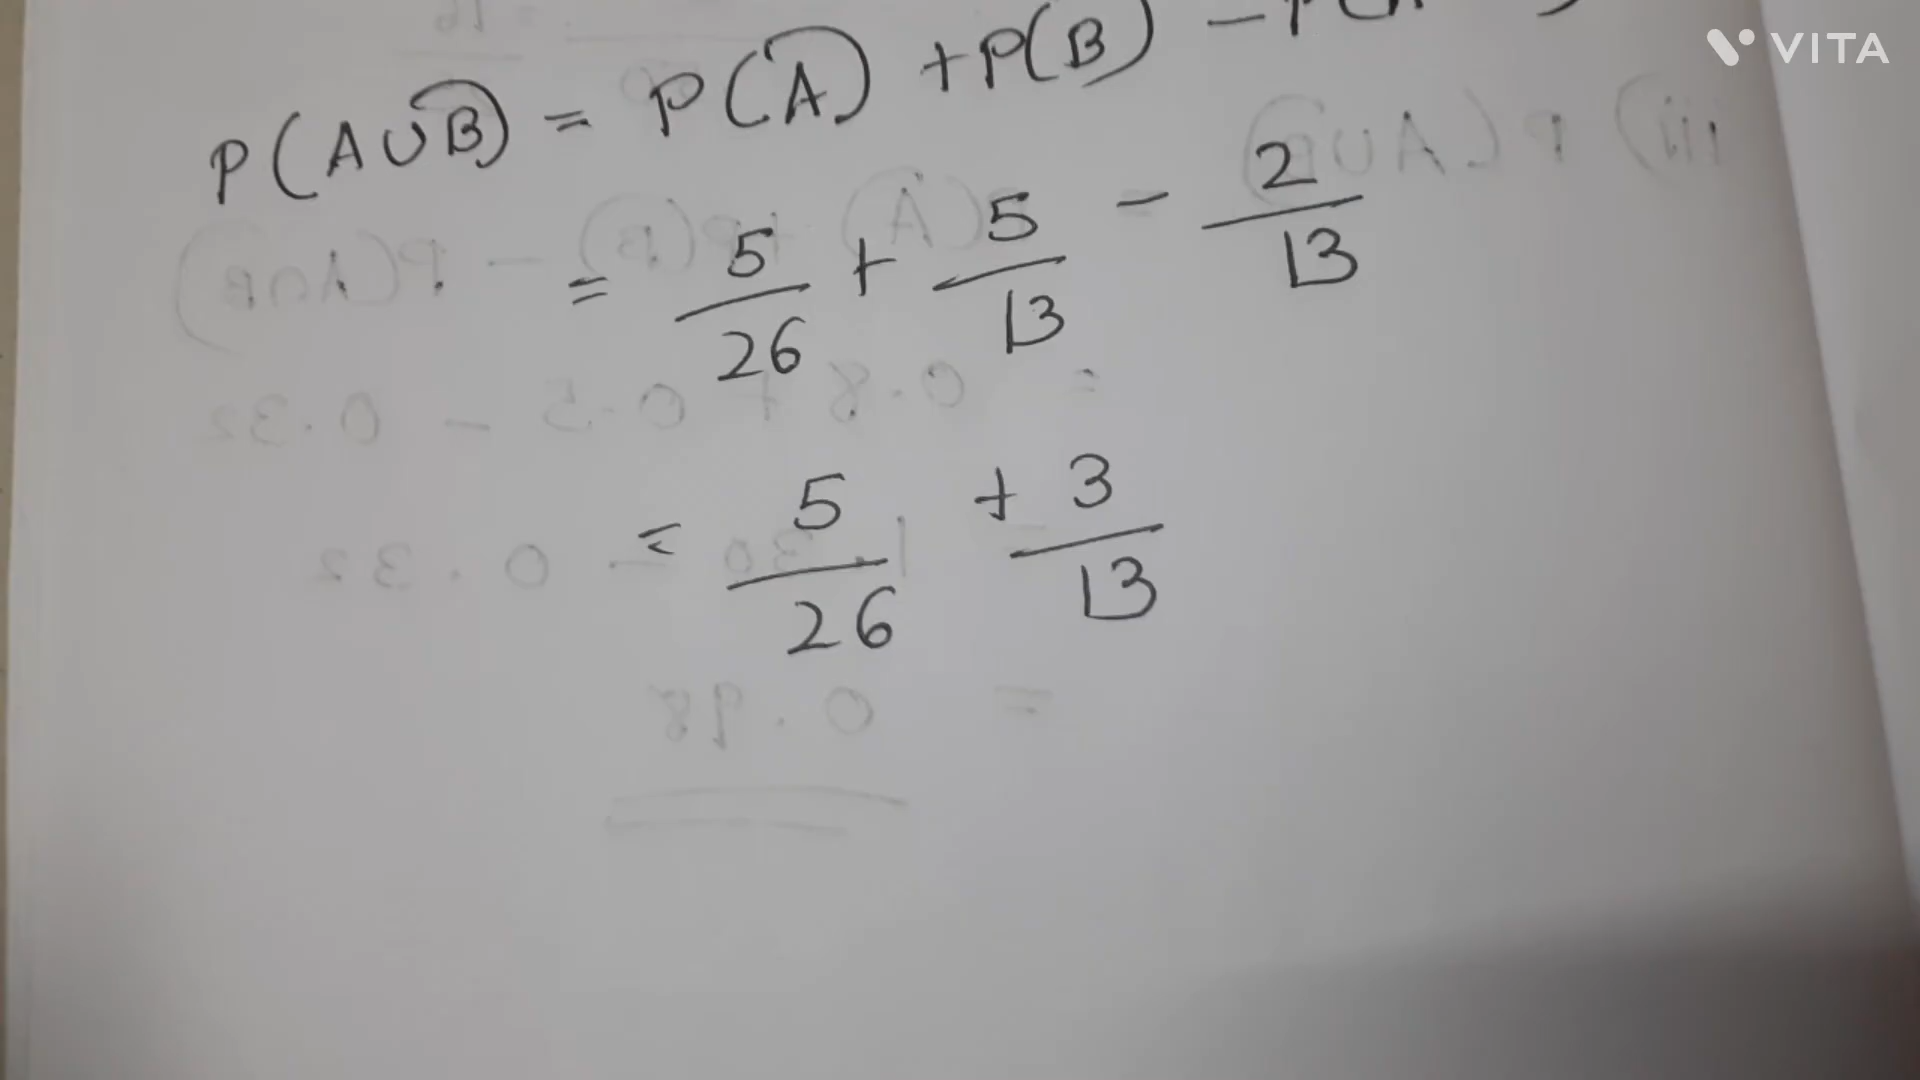 VITA
P(A∪B) = P(A) + P(B) - P(A
= 5/26 + 5/13 - 2/13
= 5/26 + 3/13